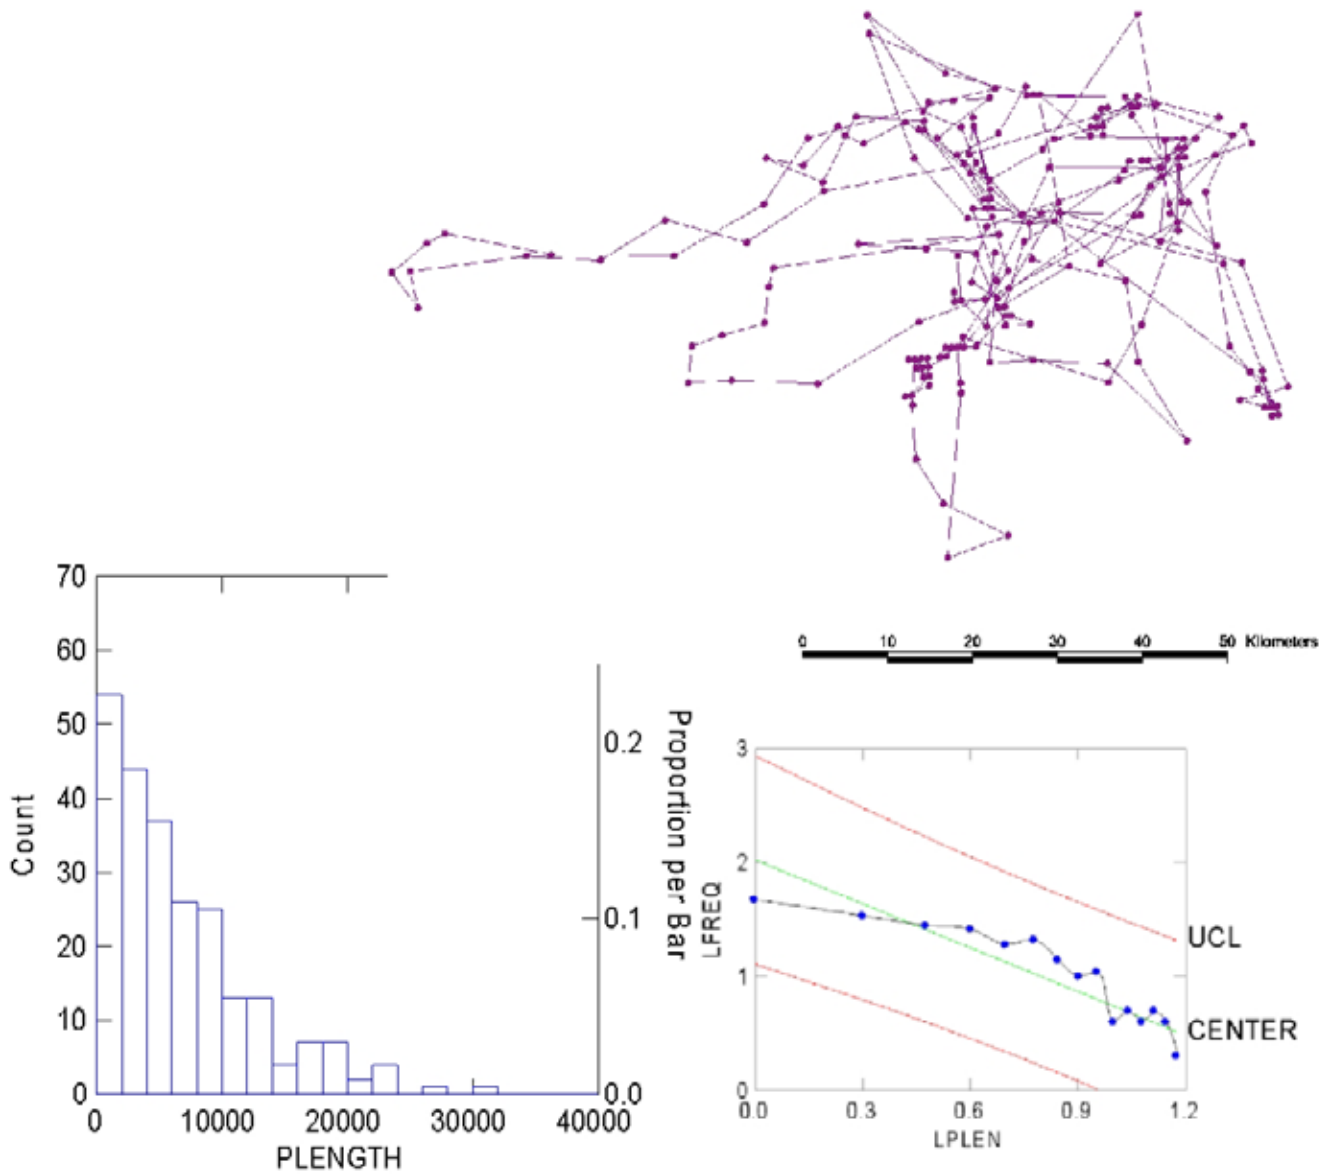 0 10 20 30 40 50 Kilometers
70
60
50
40
30
20
10
0
Count
0 10000 20000 30000 40000
PLENGTH
0.2
0.1
0.0
Proportion per Bar
3
2
1
0
LFREQ
UCL
CENTER
0.0 0.3 0.6 0.9 1.2
LPLEN